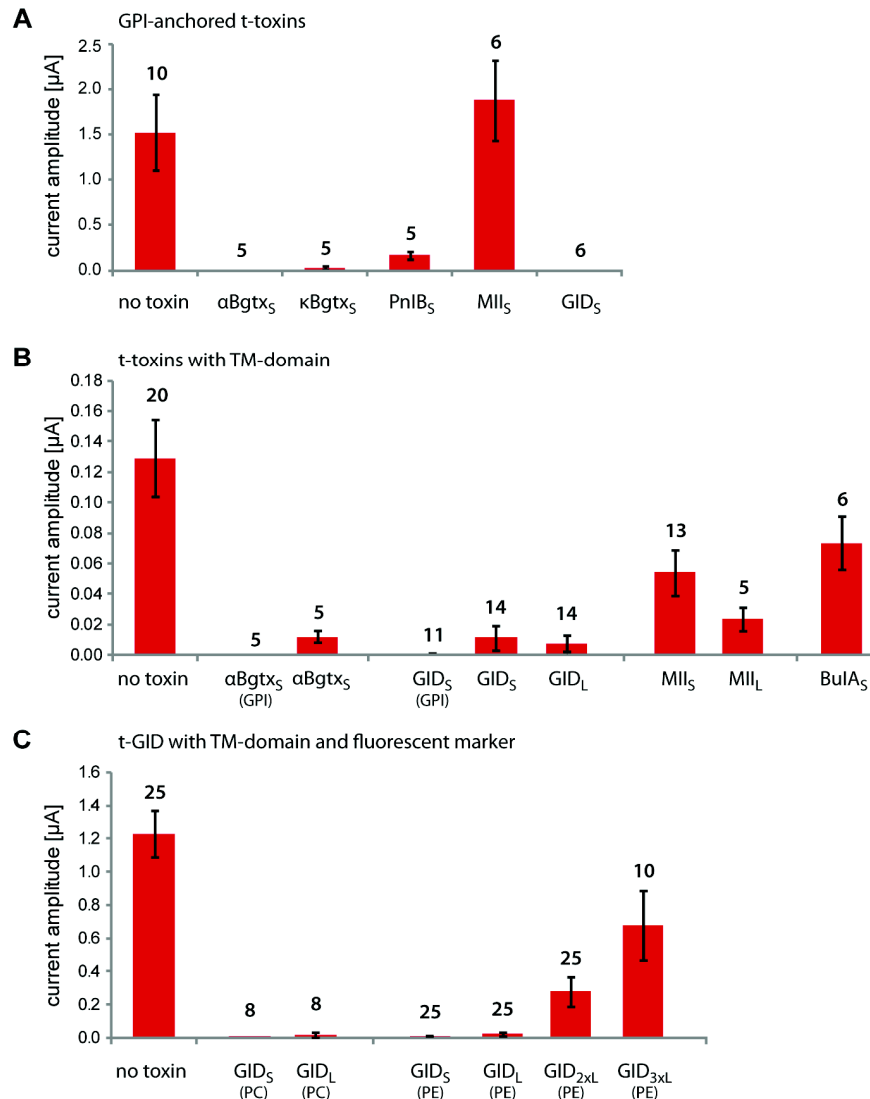 A
GPI-anchored t-toxins
current amplitude [µA]
2.5
2.0
1.5
1.0
0.5
0.0
10
5
5
5
6
6
no toxin
αBgtxS
κBgtxS
PnIBS
MIIS
GIDS
B
t-toxins with TM-domain
current amplitude [µA]
0.18
0.16
0.14
0.12
0.10
0.08
0.06
0.04
0.02
0.00
20
5
5
11
14
14
13
5
6
no toxin
αBgtxS
(GPI)
αBgtxS
GIDS
(GPI)
GIDS
GIDL
MIIS
MIIL
BuIAS
C
t-GID with TM-domain and fluorescent marker
current amplitude [µA]
1.6
1.4
1.2
1.0
0.8
0.6
0.4
0.2
0.0
25
8
8
25
25
25
10
no toxin
GIDS
(PC)
GIDL
(PC)
GIDS
(PE)
GIDL
(PE)
GID2xL
(PE)
GID3xL
(PE)